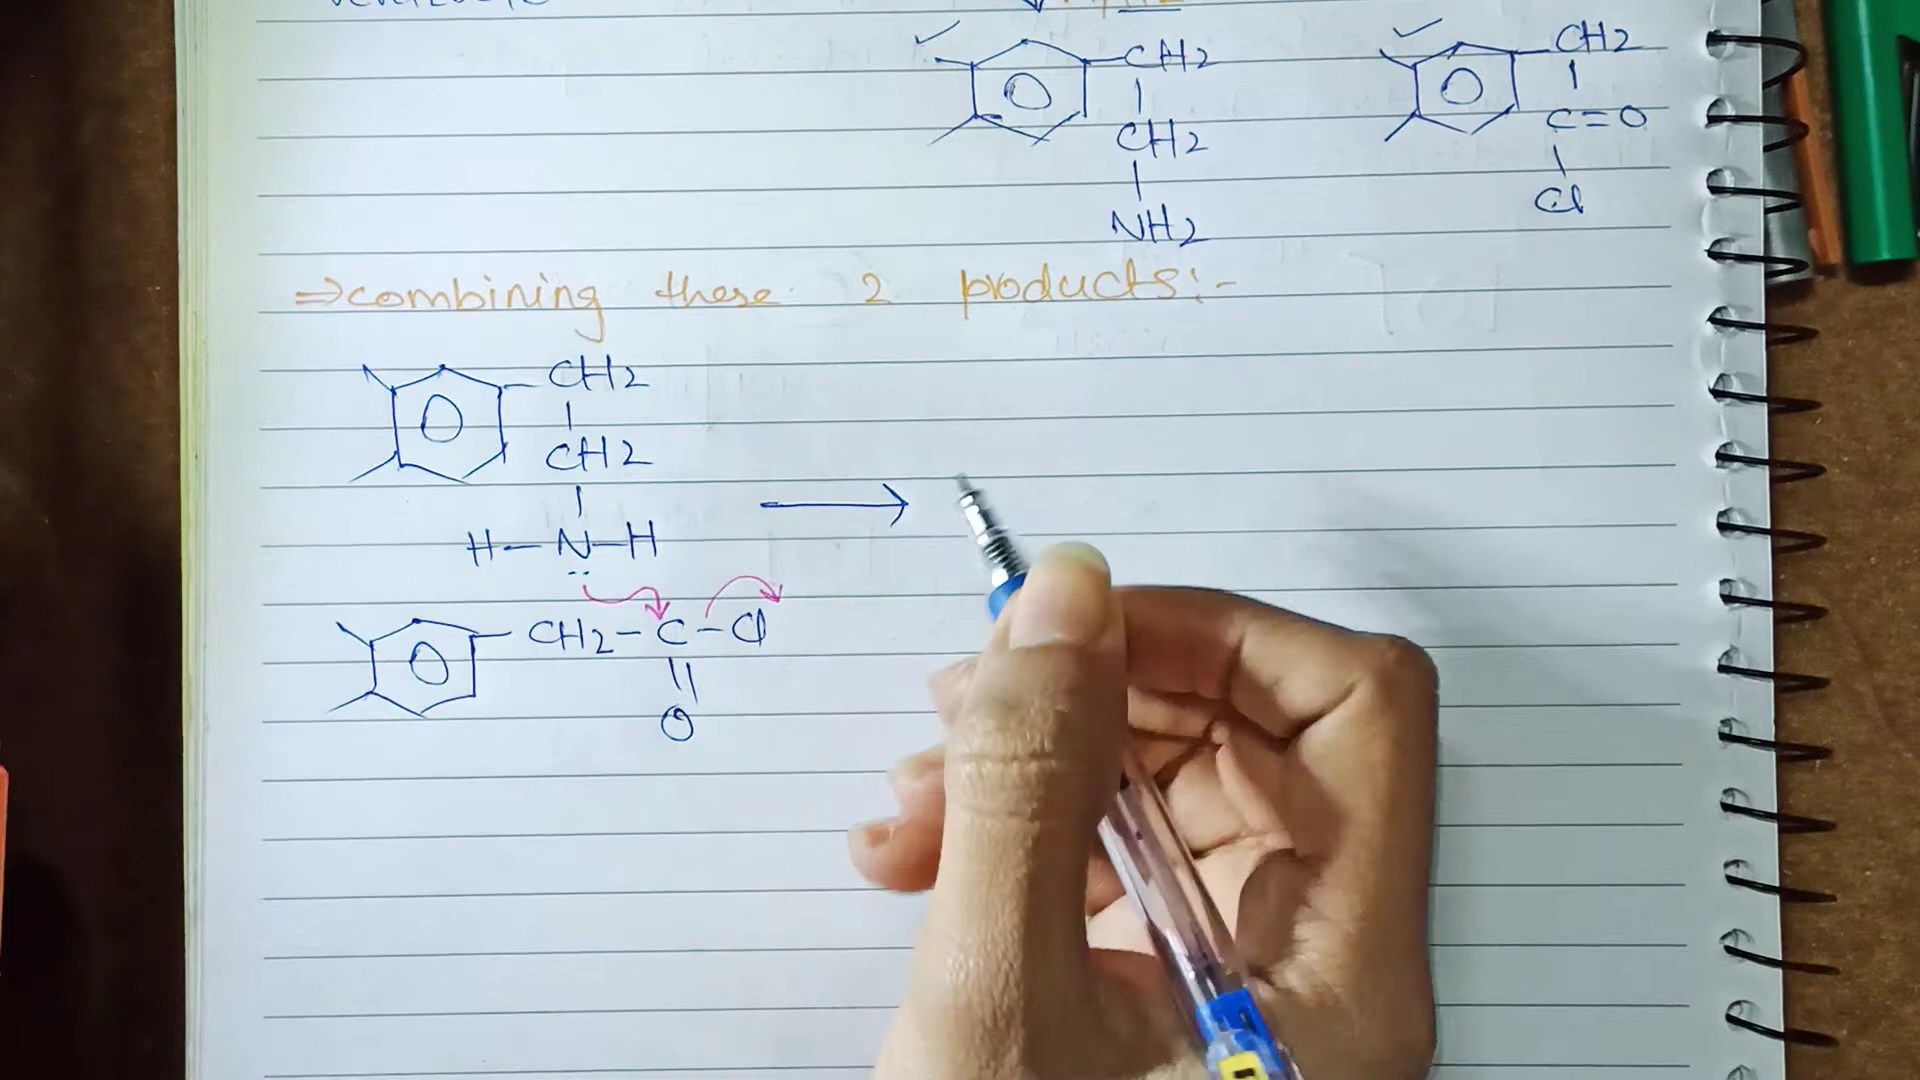 CH2 CH2
CH2 C=O
NH2 Cl
⇒combining these 2 products:-
CH2
CH2
H-N-H
CH2-C-Cl
O